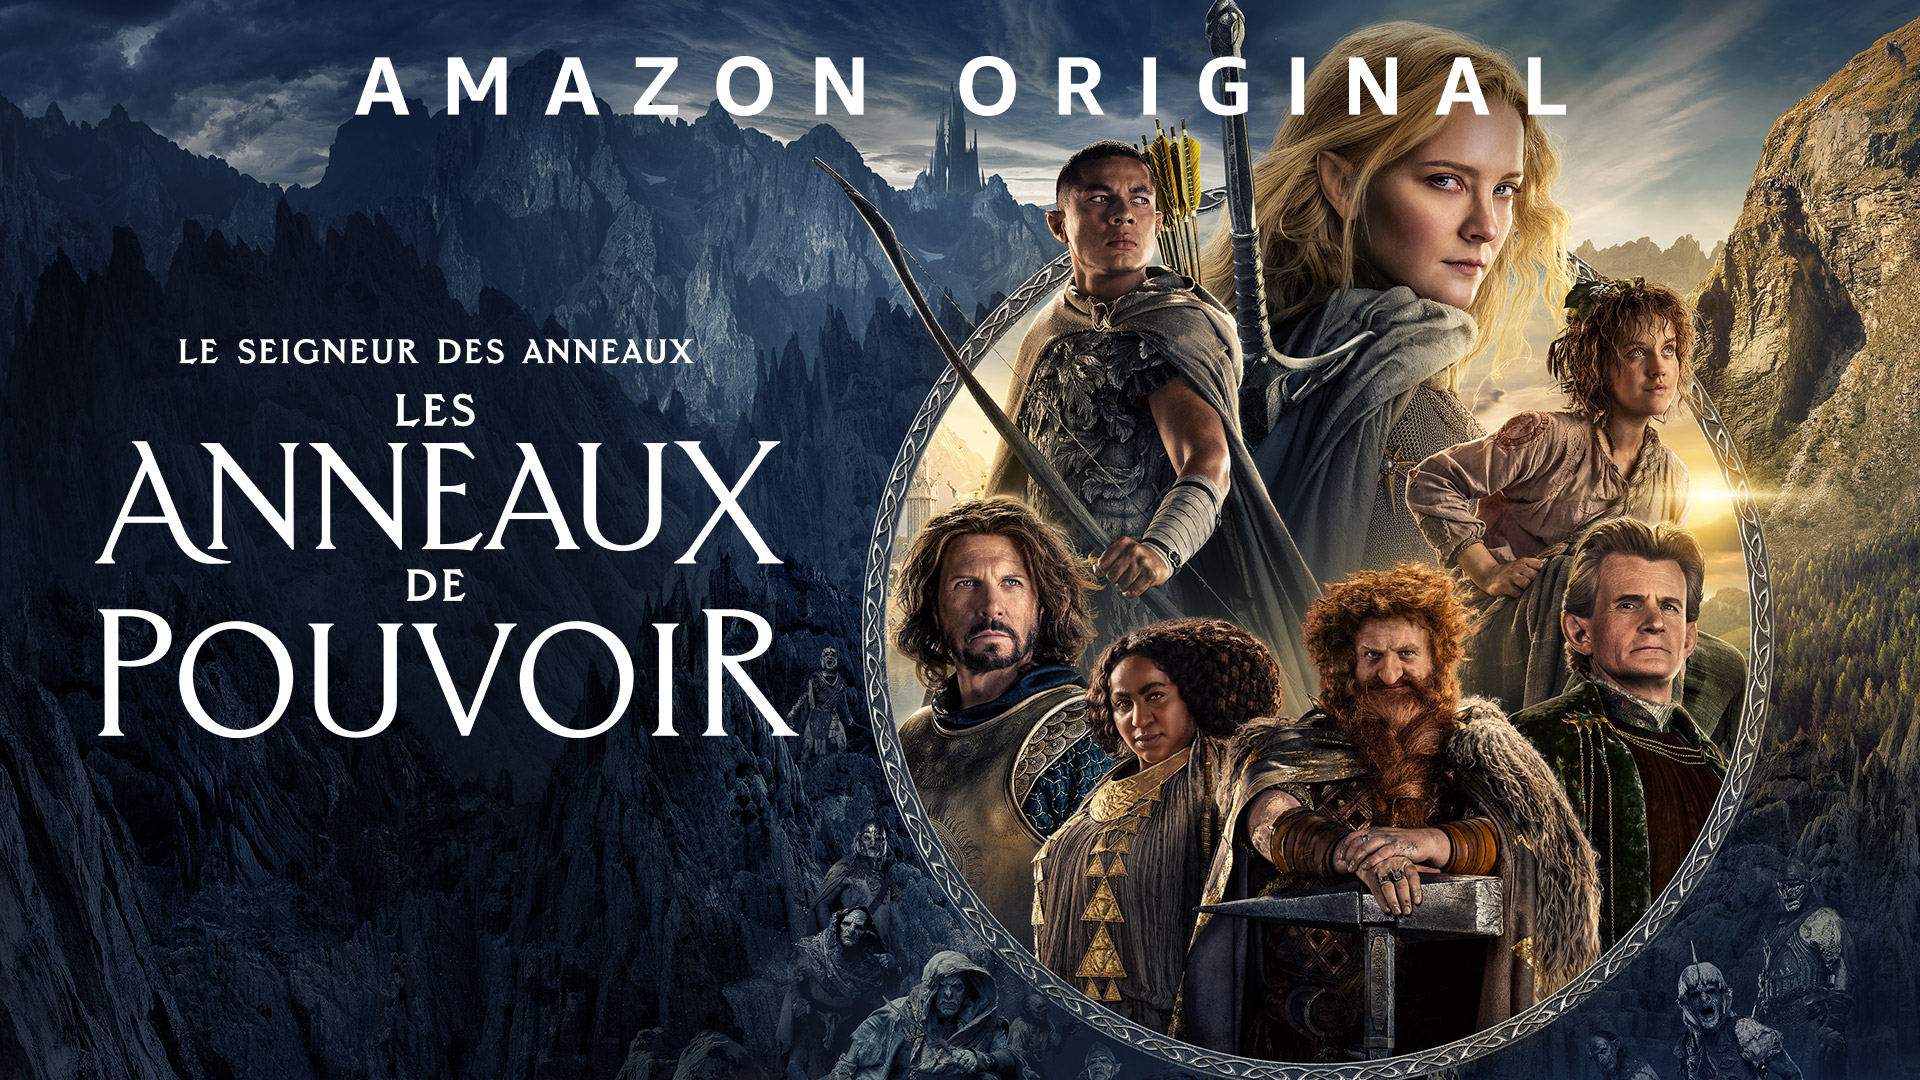 AMAZON ORIGINAL
LE SEIGNEUR DES ANNEAUX
LES
ANNEAUX
DE
POUVOIR